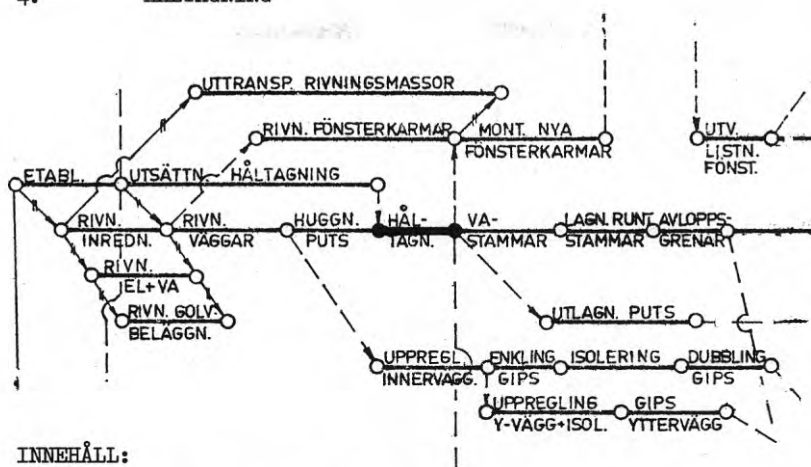 4.
UTTRANSP. RIVNINGSMASSOR
RIVN. FÖNSTERKARMAR
MONT. NYA
FÖNSTERKARMAR
UTV.
LISTN.
FÖNST.
ETABL.
UTSÄTTN. HÅLTAGNING
RIVN.
INREDN.
RIVN.
VÄGGAR
HUGGN.
PUTS
HÅL-
TAGN.
VA-
STAMMAR
LAGN. RUNT
STAMMAR
AVLOPPS-
GRENAR
RIVN.
EL+VA
RIVN. GOLV-
BELÄGGN.
UTLAGN. PUTS
UPPREGL.
INNERVÄGG.
ENKLING
GIPS
ISOLERING
DUBBLING
GIPS
UPPREGLING
Y-VÄGG+ISOL.
GIPS
YTTERVÄGG
INNEHÅLL: